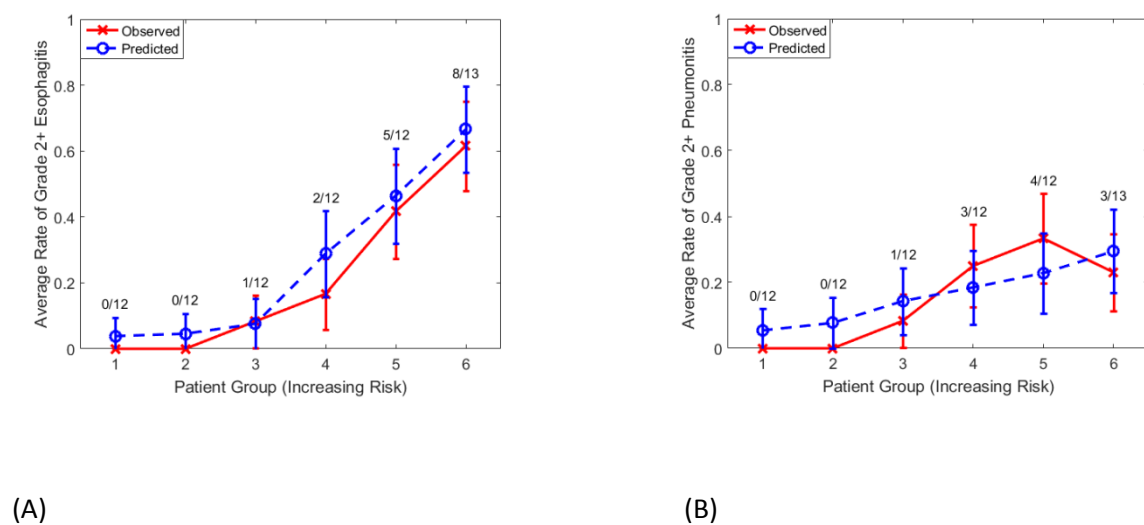 Average Rate of Grade 2+ Esophagitis
1
0.8
0.6
0.4
0.2
0
Observed
Predicted
0/12
0/12
1/12
2/12
5/12
8/13
1 2 3 4 5 6
Patient Group (Increasing Risk)
(A)
Average Rate of Grade 2+ Pneumonitis
1
0.8
0.6
0.4
0.2
0
Observed
Predicted
0/12
0/12
1/12
3/12
4/12
3/13
1 2 3 4 5 6
Patient Group (Increasing Risk)
(B)